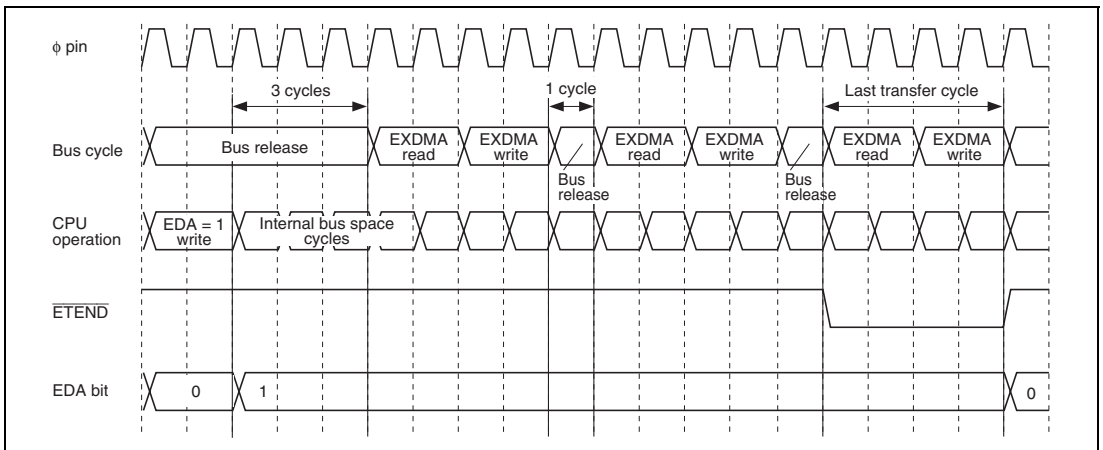 ϕ pin
3 cycles
1 cycle
Last transfer cycle
Bus cycle
Bus release
EXDMA
read
EXDMA
write
Bus
release
EXDMA
read
EXDMA
write
Bus
release
EXDMA
read
EXDMA
write
CPU
operation
EDA = 1
write
Internal bus space
cycles
ETEND
EDA bit
0
1
0